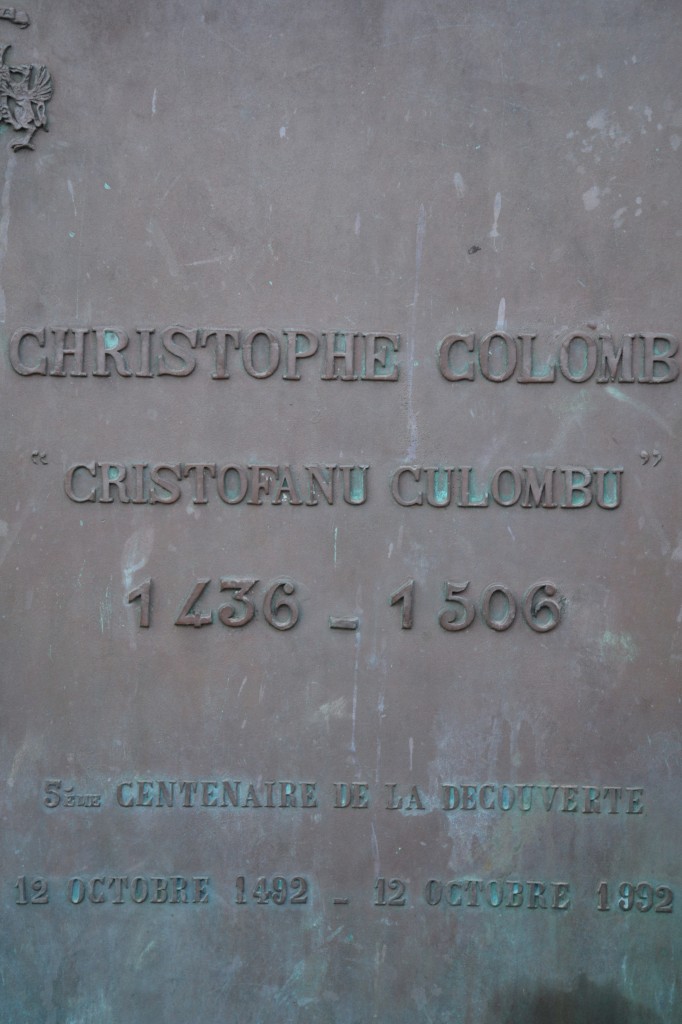 CHRISTOPHE COLOMB
“CRISTOFANU CULOMBU”
1436 - 1506
5ÈME CENTENAIRE DE LA DECOUVERTE
12 OCTOBRE 1492 - 12 OCTOBRE 1992